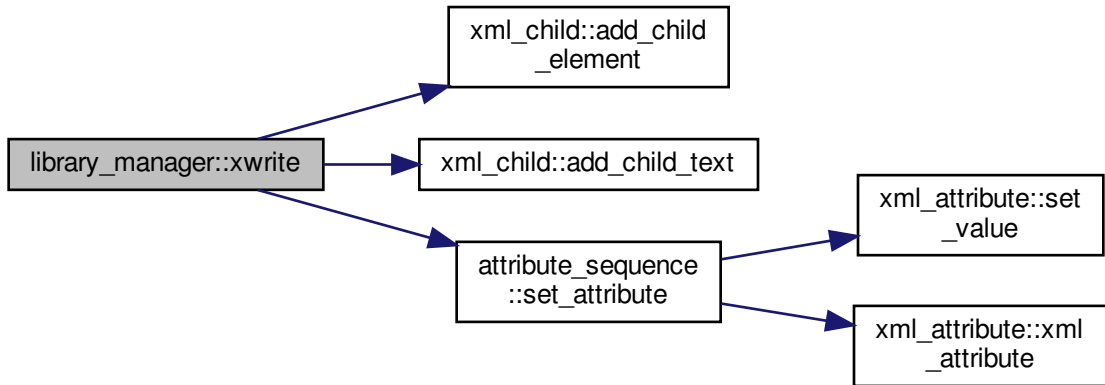 xml_child::add_child
_element
library_manager::xwrite
xml_child::add_child_text
xml_attribute::set
_value
attribute_sequence
::set_attribute
xml_attribute::xml
_attribute